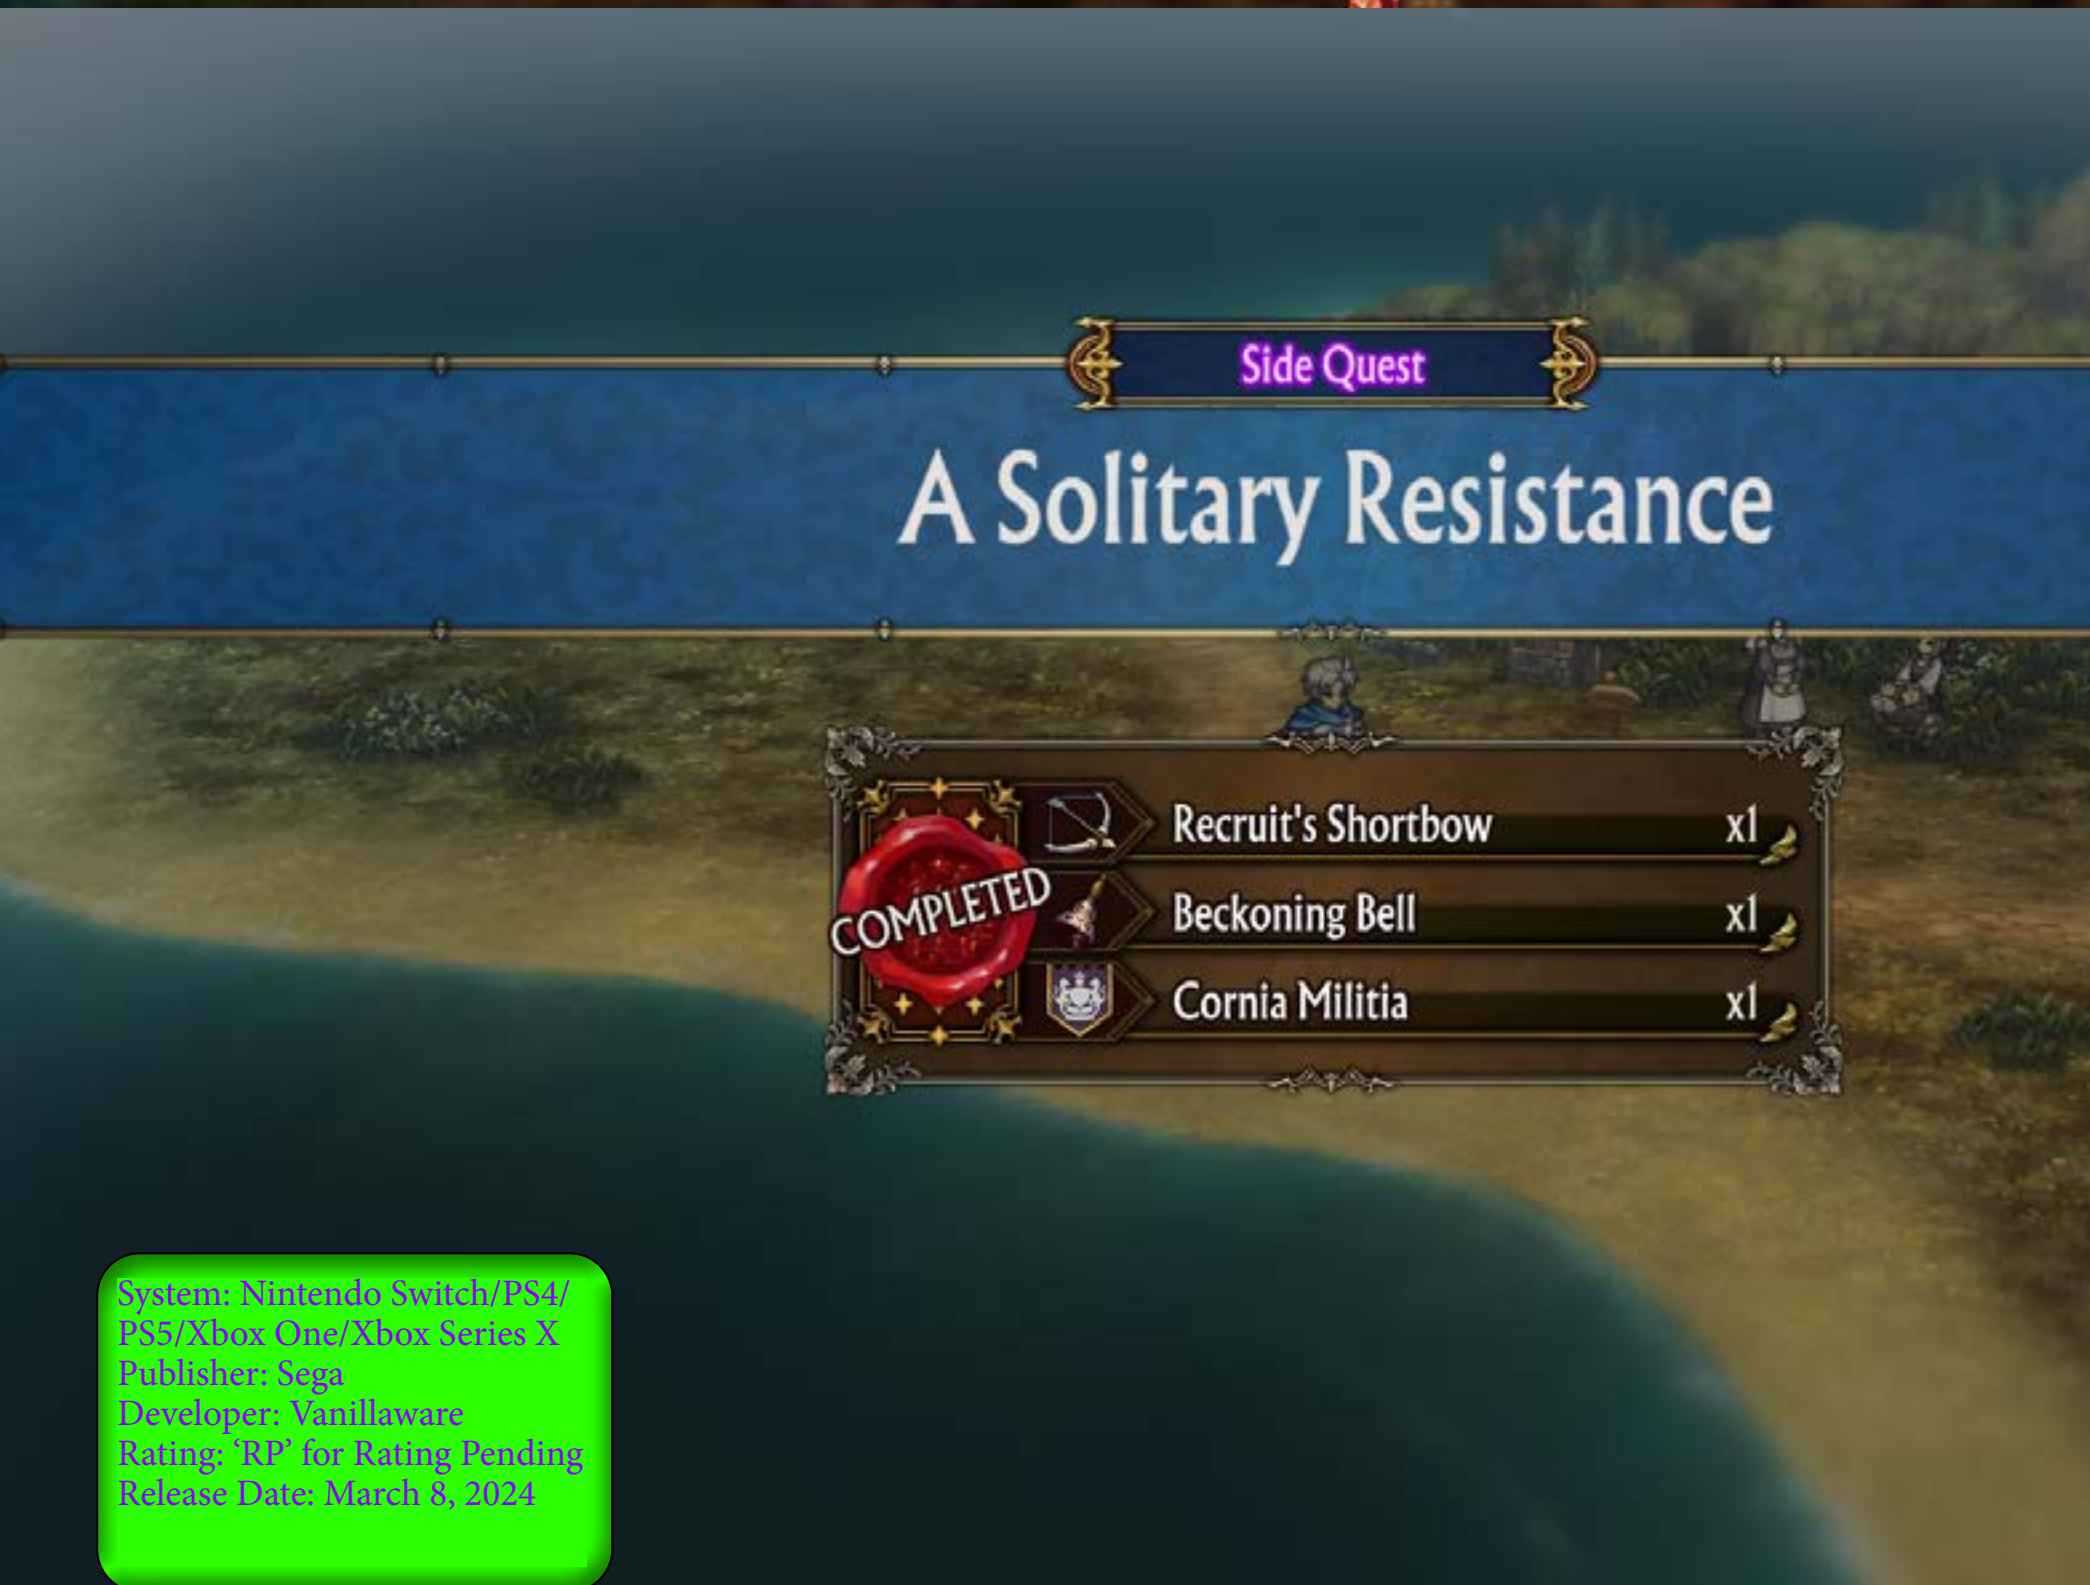 Side Quest
A Solitary Resistance
COMPLETED
Recruit's Shortbow x1
Beckoning Bell x1
Cornia Militia x1
System: Nintendo Switch/PS4/
PS5/Xbox One/Xbox Series X
Publisher: Sega
Developer: Vanillaware
Rating: ‘RP’ for Rating Pending
Release Date: March 8, 2024